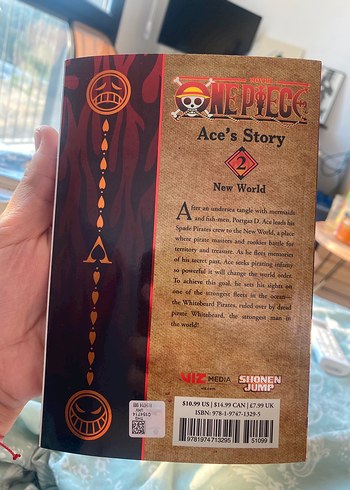 ONE PIECE
Ace's Story
2
New World
After an undersea tangle with mermaids
and fish-men, Portgas D. Ace leads his
Spade Pirates crew to the New World, a place
where pirate masters and rookies battle for
territory and treasure. As he flees memories
of his secret past, Ace seeks pirating infamy
so powerful it will change the world order.
To achieve this goal, he sets his sights on
one of the strongest fleets in the ocean—
the Whitebeard Pirates, ruled over by dread
pirate Whitebeard, the strongest man in
the world!
A
VIZ MEDIA
viz.com
SHONEN
JUMP
$10.99 US | $14.99 CAN | £7.99 UK
ISBN: 978-1-9747-1329-5
9781974713295
51099